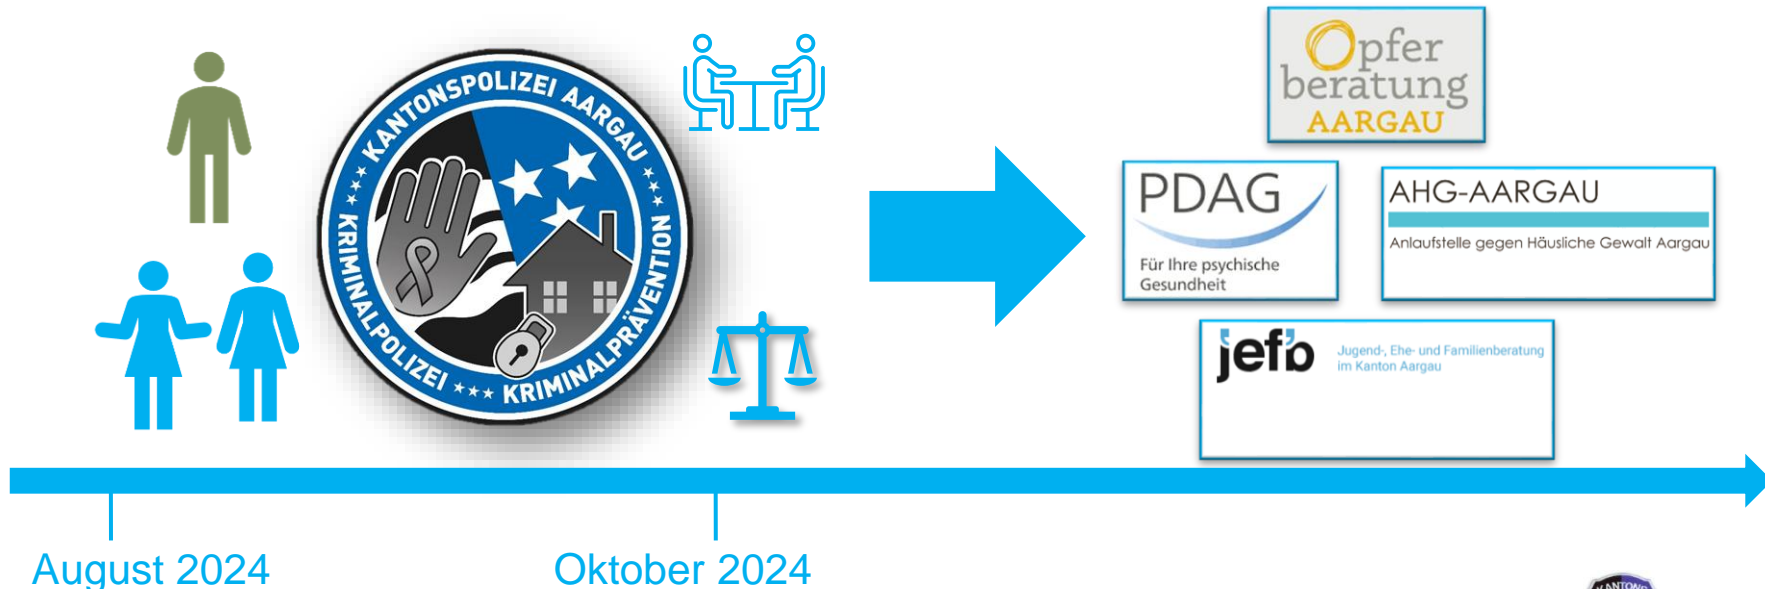 KANTONSPOLIZEI AARGAU
KRIMINALPOLIZEI *** KRIMINALPRÄVENTION
Opfer
beratung
AARGAU
PDAG
Für Ihre psychische
Gesundheit
AHG-AARGAU
Anlaufstelle gegen Häusliche Gewalt Aargau
jefb
Jugend-, Ehe- und Familienberatung
im Kanton Aargau
August 2024
Oktober 2024
KANTONS